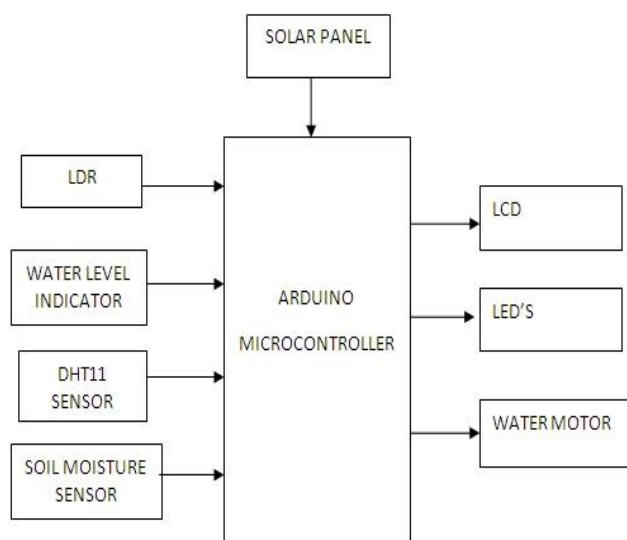 SOLAR PANEL
LDR
WATER LEVEL
INDICATOR
DHT11
SENSOR
SOIL MOISTURE
SENSOR
ARDUINO
MICROCONTROLLER
LCD
LED'S
WATER MOTOR